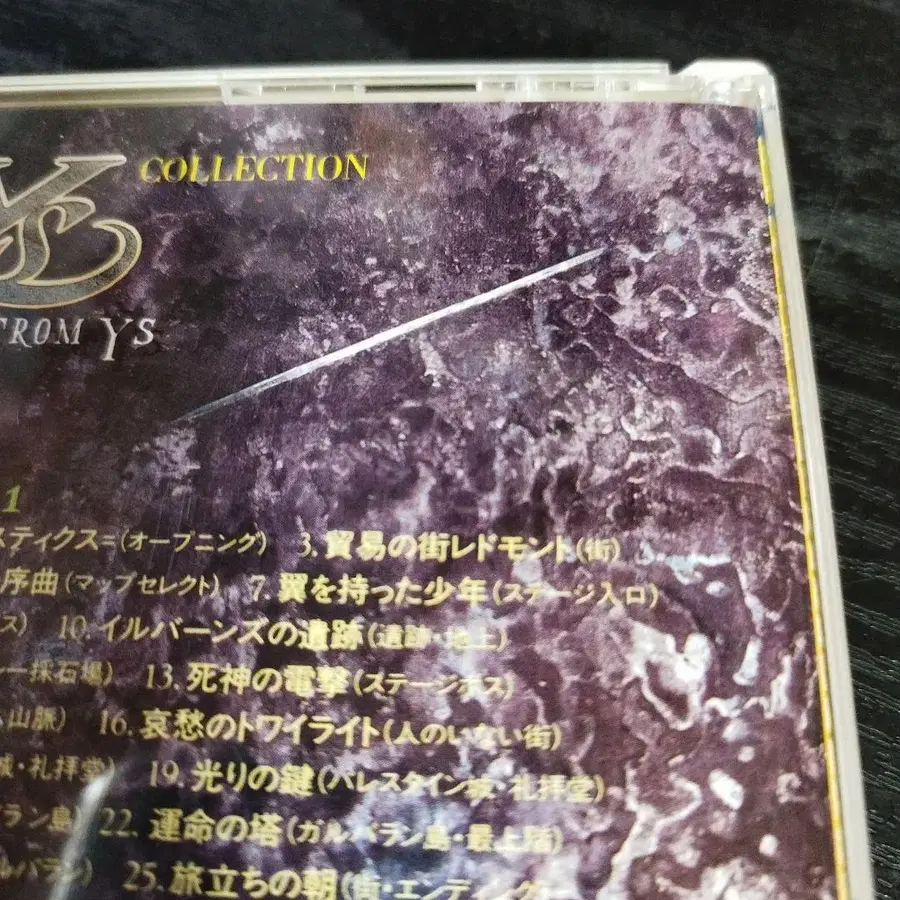 Ys
COLLECTION
FROM YS
1
スティクス=(オープニング) 3.貿易の街レドモント(街)
序曲(マップセレクト) 7.翼を持った少年(ステージ入口)
ス) 10.イルバーンズの遺跡(遺跡・地上)
ー採石場) 13.死神の電撃(ステージボス)
山脈) 16.哀愁のトワイライト(人のいない街)
城・礼拝堂) 19.光りの鍵(バレスタイン城・礼拝堂)
バラン島) 22.運命の塔(ガルバラン島・最上階)
ルバラン) 25.旅立ちの朝(街・エンディング